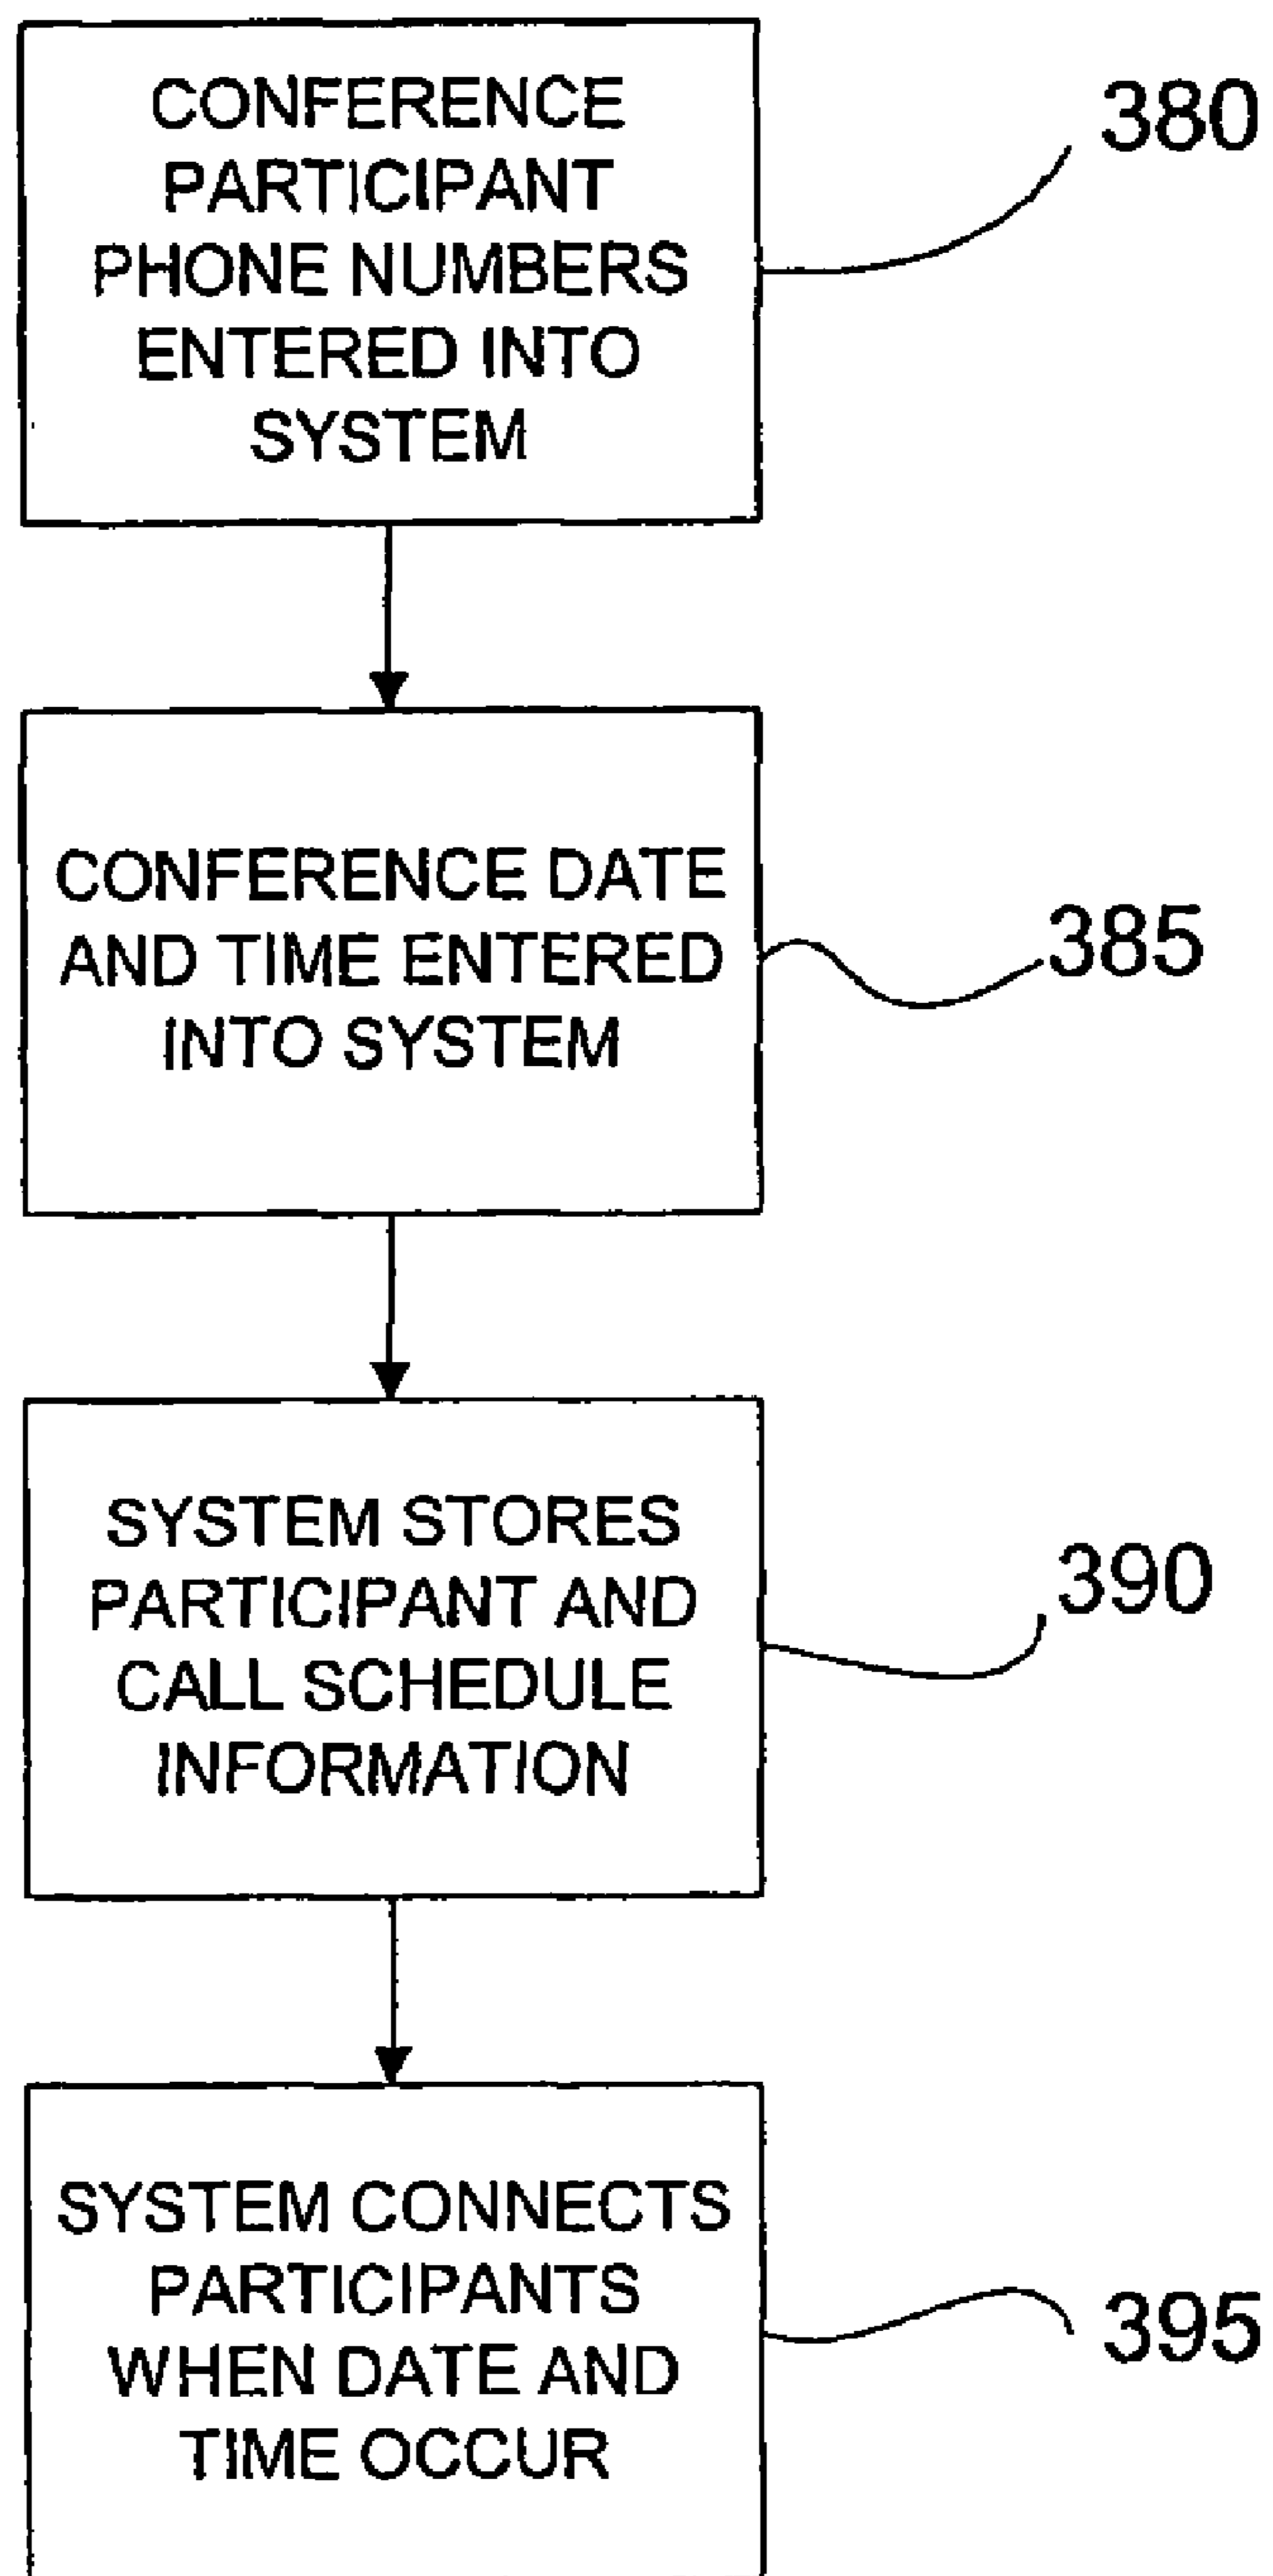 CONFERENCE
PARTICIPANT
PHONE NUMBERS
ENTERED INTO
SYSTEM
380
CONFERENCE DATE
AND TIME ENTERED
INTO SYSTEM
385
SYSTEM STORES
PARTICIPANT AND
CALL SCHEDULE
INFORMATION
390
SYSTEM CONNECTS
PARTICIPANTS
WHEN DATE AND
TIME OCCUR
395